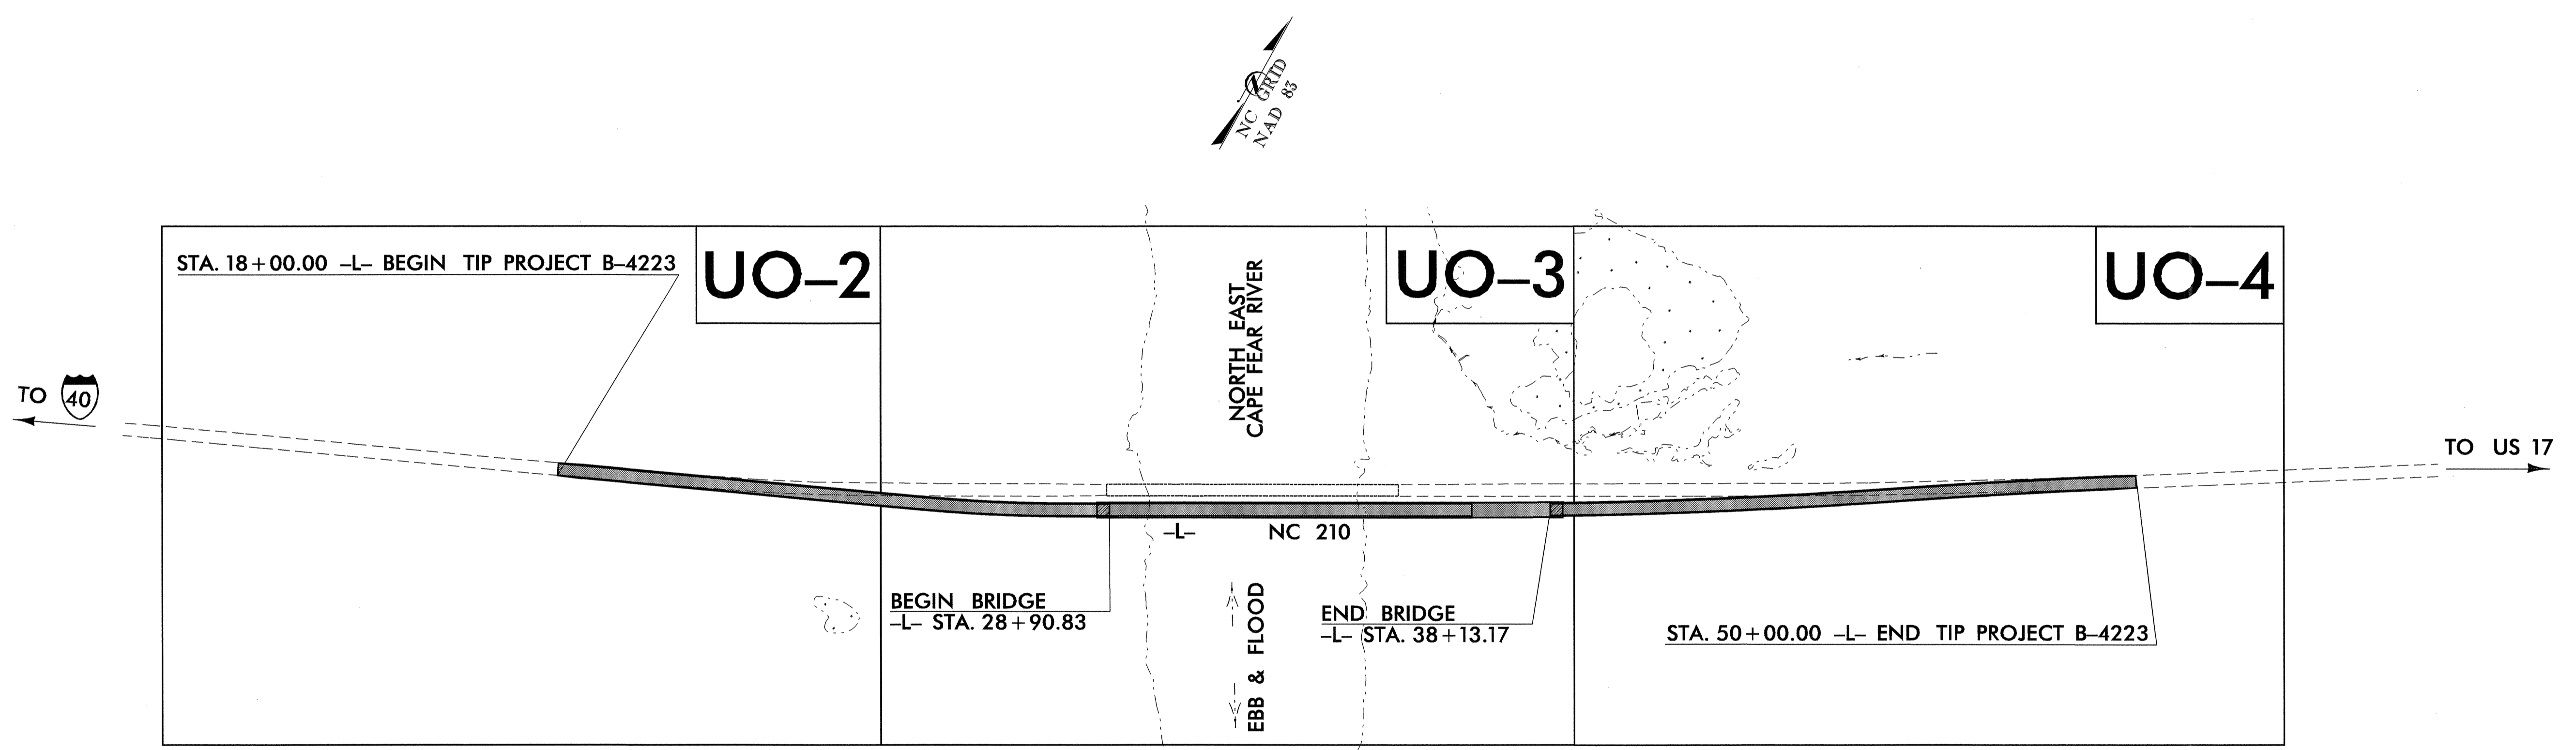 NC GRID
NAD 83
STA. 18+00.00 –L– BEGIN TIP PROJECT B–4223
UO–2
NORTH EAST
CAPE FEAR RIVER
UO–3
UO–4
TO 40
TO US 17
–L– NC 210
BEGIN BRIDGE
–L– STA. 28+90.83
EBB & FLOOD
END BRIDGE
–L– STA. 38+13.17
STA. 50+00.00 –L– END TIP PROJECT B–4223